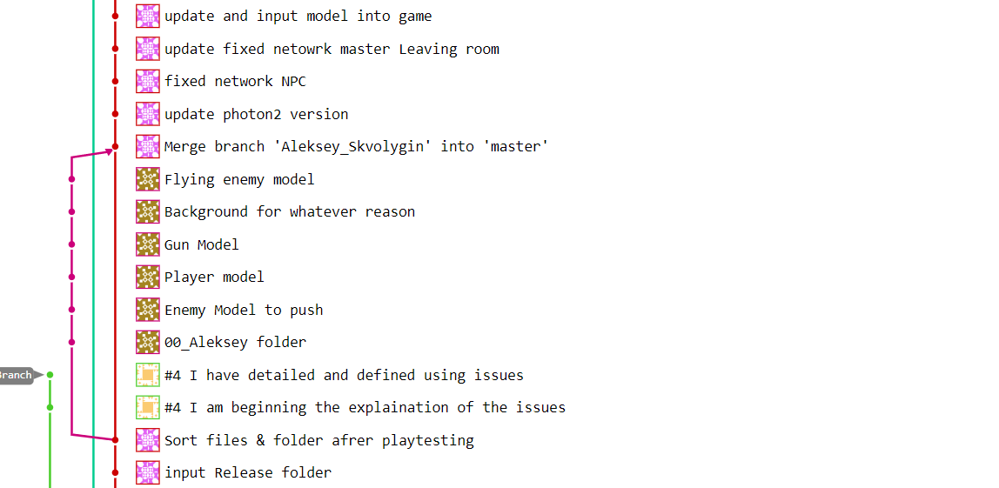 update and input model into game
update fixed netowrk master Leaving room
fixed network NPC
update photon2 version
Merge branch 'Aleksey_Skvolygin' into 'master'
Flying enemy model
Background for whatever reason
Gun Model
Player model
Enemy Model to push
00_Aleksey folder
Branch #4 I have detailed and defined using issues
#4 I am beginning the explaination of the issues
Sort files & folder afrer playtesting
input Release folder